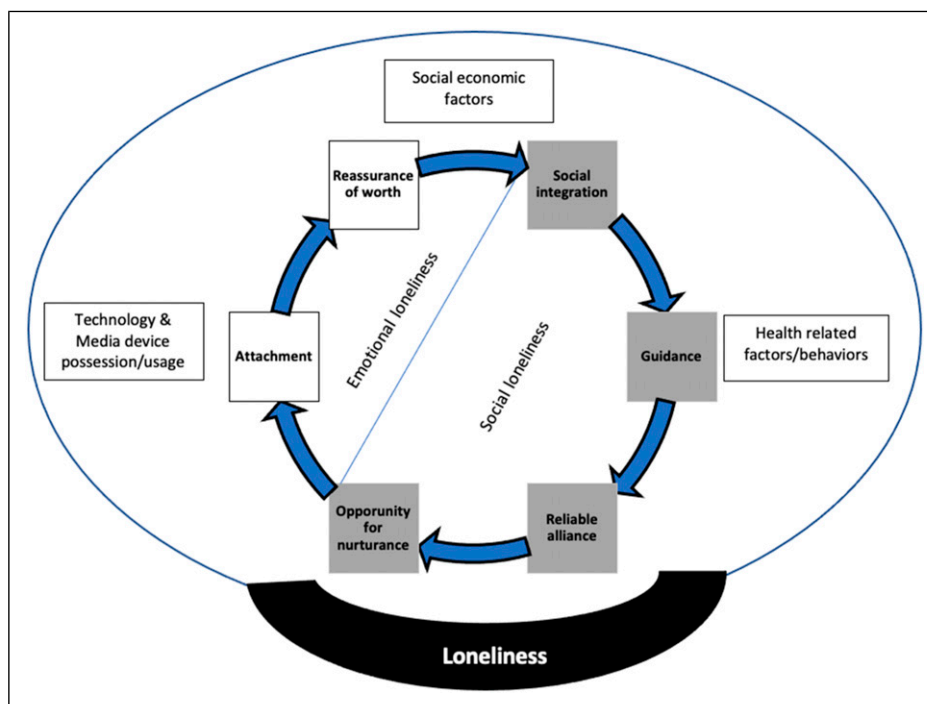 Social economic
factors
Reassurance
of worth
Social
integration
Emotional loneliness
Technology &
Media device
possession/usage
Attachment
Social loneliness
Guidance
Health related
factors/behaviors
Opporunity
for
nurturance
Reliable
alliance
Loneliness